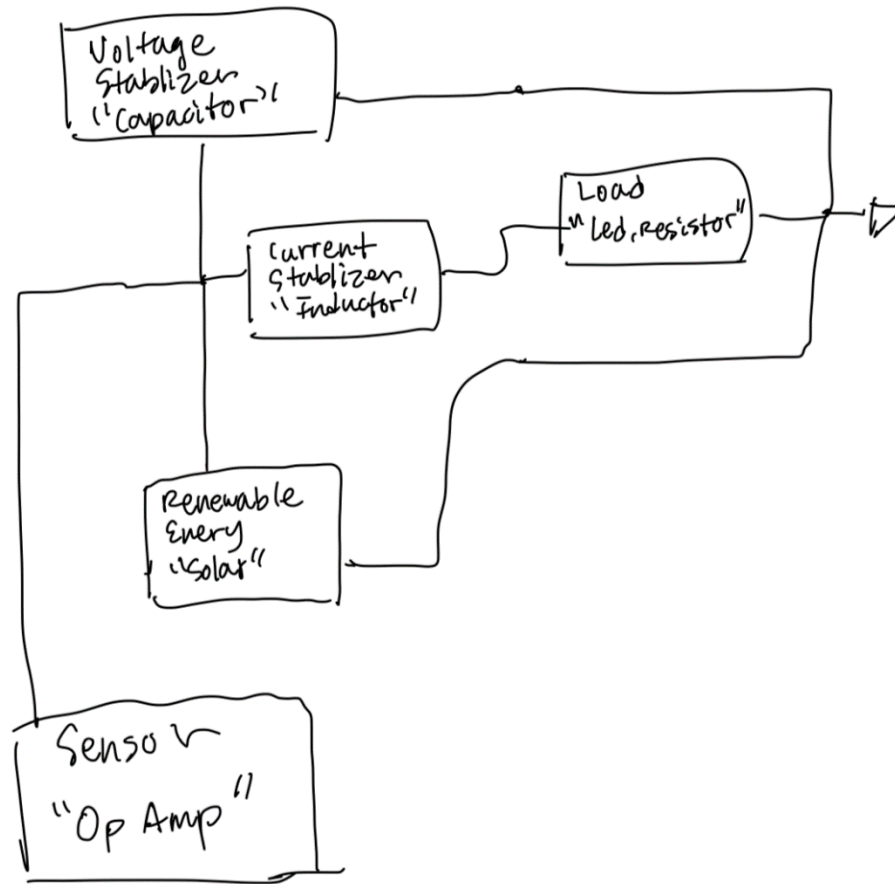 Voltage
Stablizer
"Capacitor"
Current
Stablizer
"Inductor"
Load
"Led, Resistor"
Renewable
Enery
"Solar"
Sensor
"Op Amp"